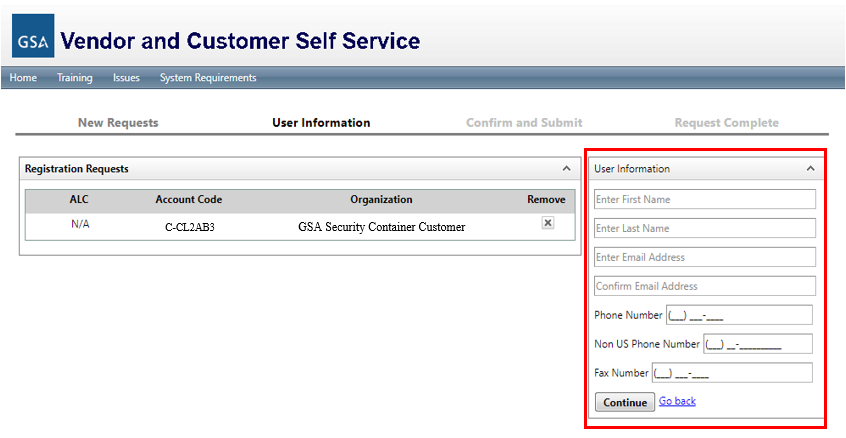 GSA Vendor and Customer Self Service
Home Training Issues System Requirements
New Requests User Information Confirm and Submit Request Complete
Registration Requests
ALC Account Code Organization Remove
N/A C-CL2AB3 GSA Security Container Customer
User Information
Enter First Name
Enter Last Name
Enter Email Address
Confirm Email Address
Phone Number (___) ___-____
Non US Phone Number (___) __-__________
Fax Number (___) ___-____
Continue Go back